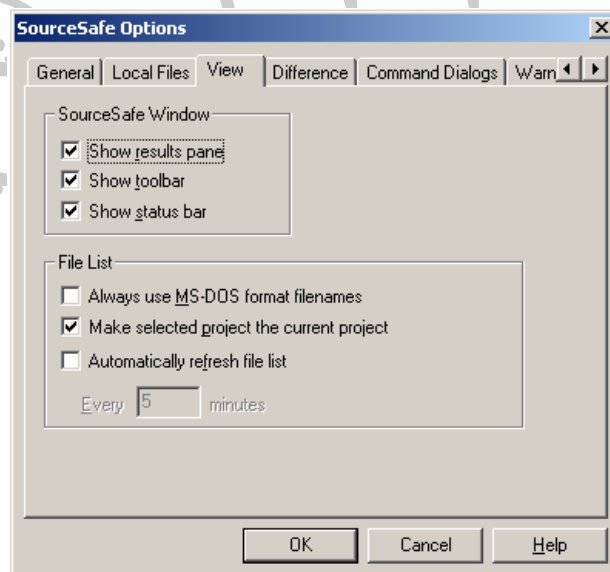 SourceSafe Options
General Local Files View Difference Command Dialogs Warn
SourceSafe Window
Show results pane
Show toolbar
Show status bar
File List
Always use MS-DOS format filenames
Make selected project the current project
Automatically refresh file list
Every 5 minutes
OK Cancel Help